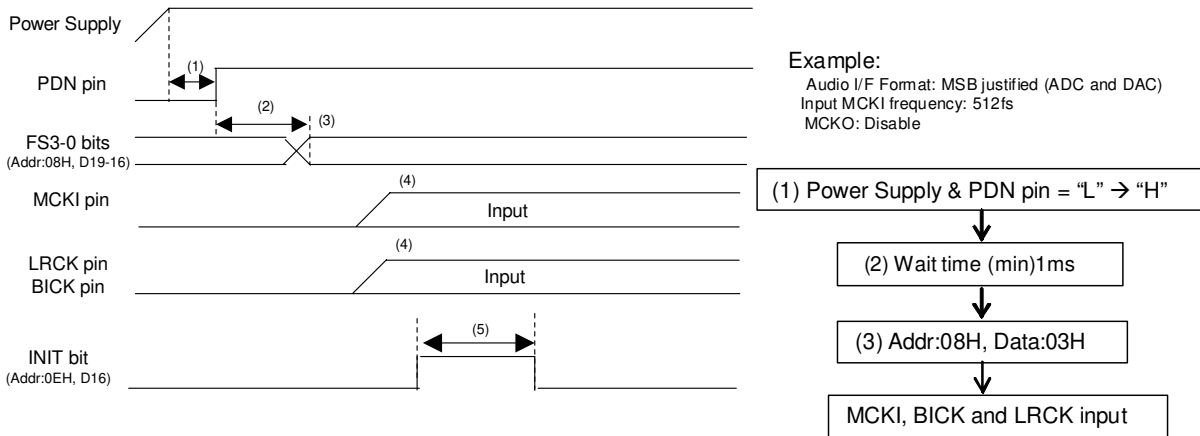 Power Supply
(1)
PDN pin
(2)
(3)
FS3-0 bits
(Addr:08H, D19-16)
(4)
MCKI pin
Input
(4)
LRCK pin
BICK pin
Input
(5)
INIT bit
(Addr:0EH, D16)
Example:
Audio I/F Format: MSB justified (ADC and DAC)
Input MCKI frequency: 512fs
MCKO: Disable
(1) Power Supply & PDN pin = “L” → “H”
(2) Wait time (min)1ms
(3) Addr:08H, Data:03H
MCKI, BICK and LRCK input